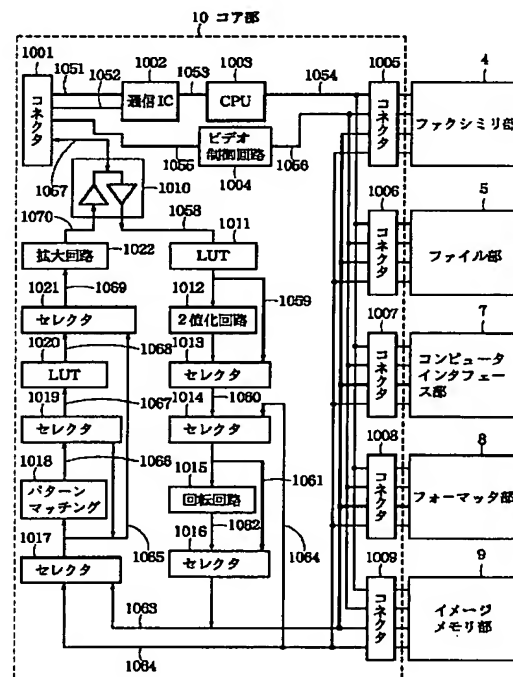 10 コア部
1001
コネクタ
1051
1052
1002
通信IC
1053
1003
CPU
1054
1005
コネクタ
4
ファクシミリ部
1055
ビデオ
制御回路
1056
1004
1057
1010
1006
コネクタ
5
ファイル部
1070
1058
1022
拡大回路
1011
LUT
1069
1059
1021
セレクタ
1012
2値化回路
1007
コネクタ
7
コンピュータ
インタフェース
部
1068
1013
セレクタ
1020
LUT
1060
1067
1014
セレクタ
1019
セレクタ
1008
コネクタ
8
フォーマッタ部
1066
1061
1018
パターン
マッチング
1015
回転回路
1062
1064
1065
1016
セレクタ
1017
セレクタ
1009
コネクタ
9
イメージ
メモリ部
1063
1064